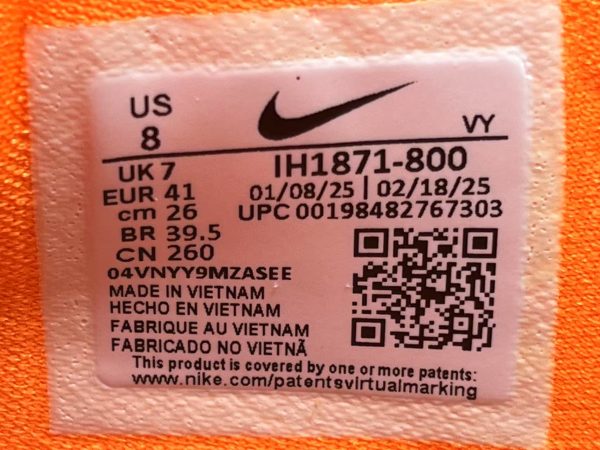 US
8
VY
UK 7
EUR 41
cm 26
BR 39.5
CN 260
IH1871-800
01/08/25 | 02/18/25
UPC 00198482767303
04VNYY9MZASEE
MADE IN VIETNAM
HECHO EN VIETNAM
FABRIQUE AU VIETNAM
FABRICADO NO VIETNÃ
This product is covered by one or more patents:
www.nike.com/patentsvirtualmarking